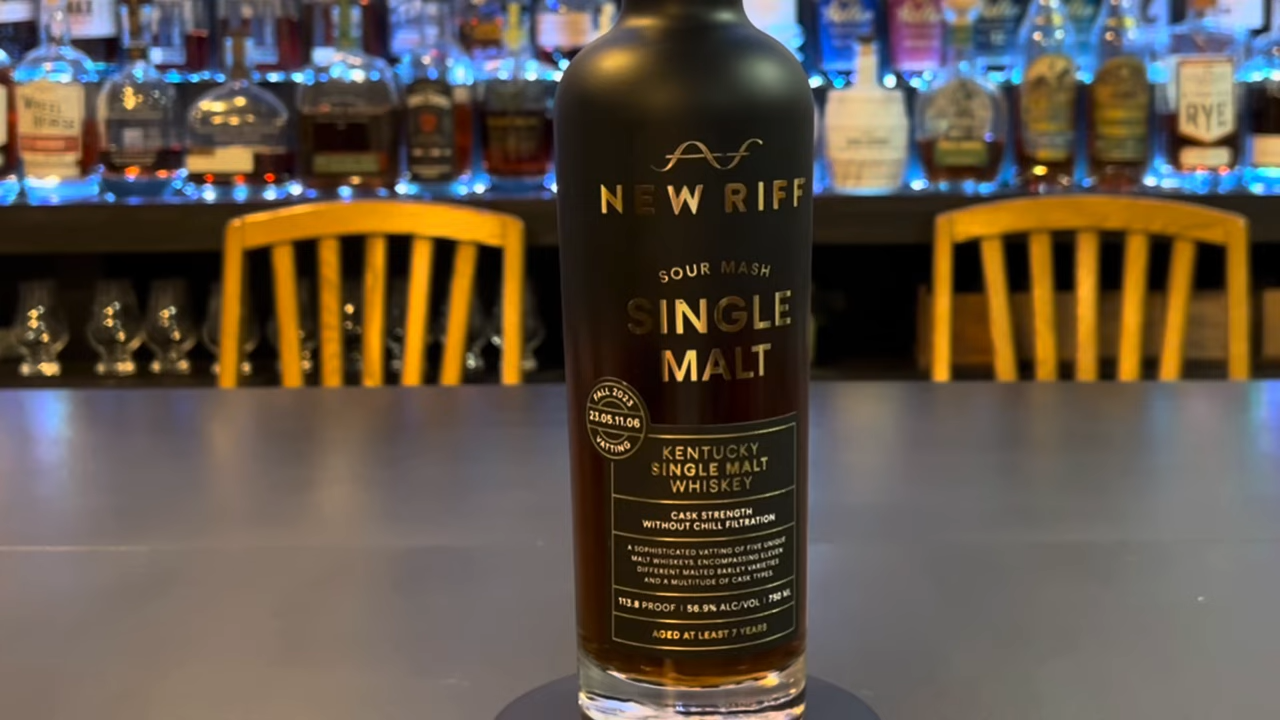 NEW RIFF
SOUR MASH
SINGLE
MALT
FALL 2023
23.05.11.06
VATTING
KENTUCKY
SINGLE MALT
WHISKEY
CASK STRENGTH
WITHOUT CHILL FILTRATION
A SOPHISTICATED VATTING OF FIVE UNIQUE
MALT WHISKEYS, ENCOMPASSING ELEVEN
DIFFERENT MALTED BARLEY VARIETIES
AND A MULTITUDE OF CASK TYPES.
113.8 PROOF | 56.9% ALC/VOL | 750 ML
AGED AT LEAST 7 YEARS
RYE